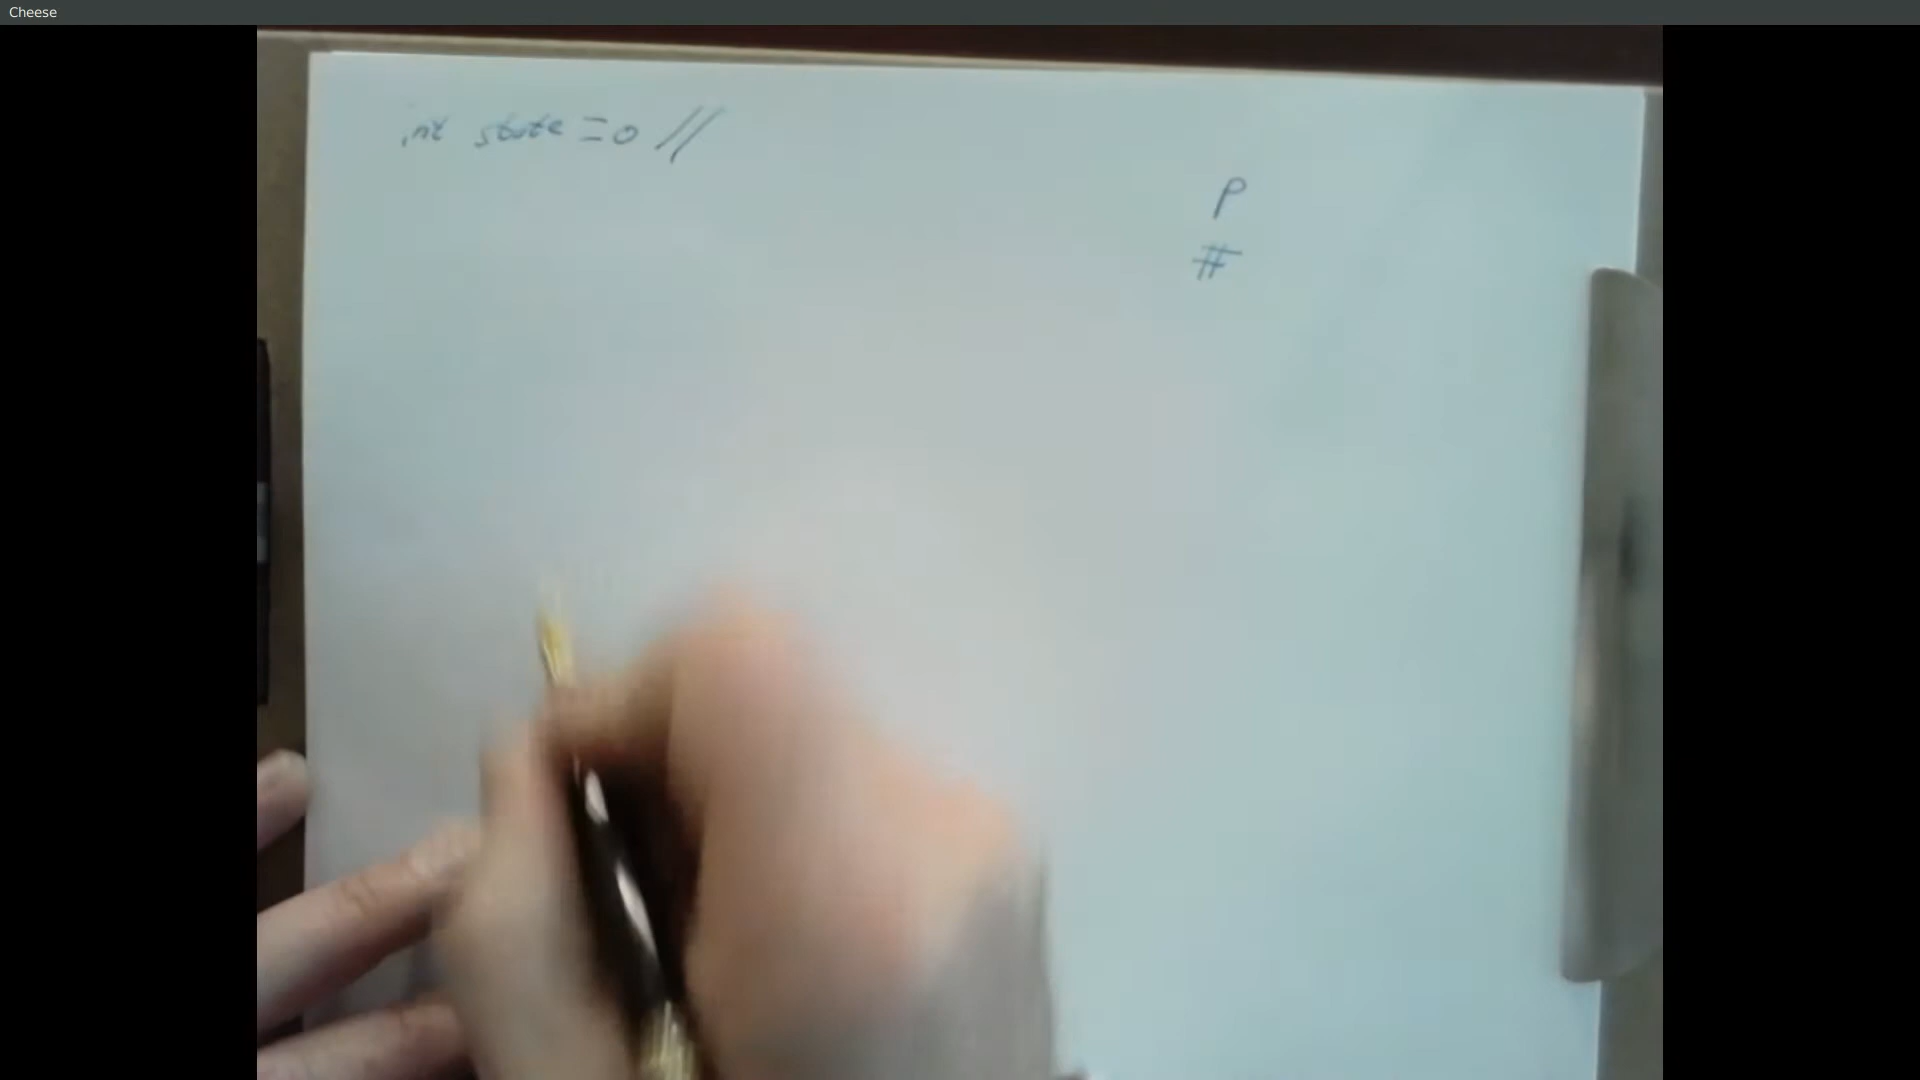 Cheese
int state = 0 //
P
#